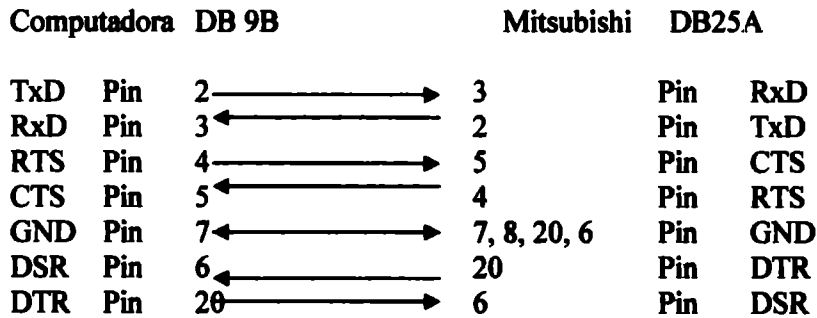 Computadora DB 9B Mitsubishi DB25A
TxD Pin 2 3 Pin RxD
RxD Pin 3 2 Pin TxD
RTS Pin 4 5 Pin CTS
CTS Pin 5 4 Pin RTS
GND Pin 7 7, 8, 20, 6 Pin GND
DSR Pin 6 20 Pin DTR
DTR Pin 20 6 Pin DSR